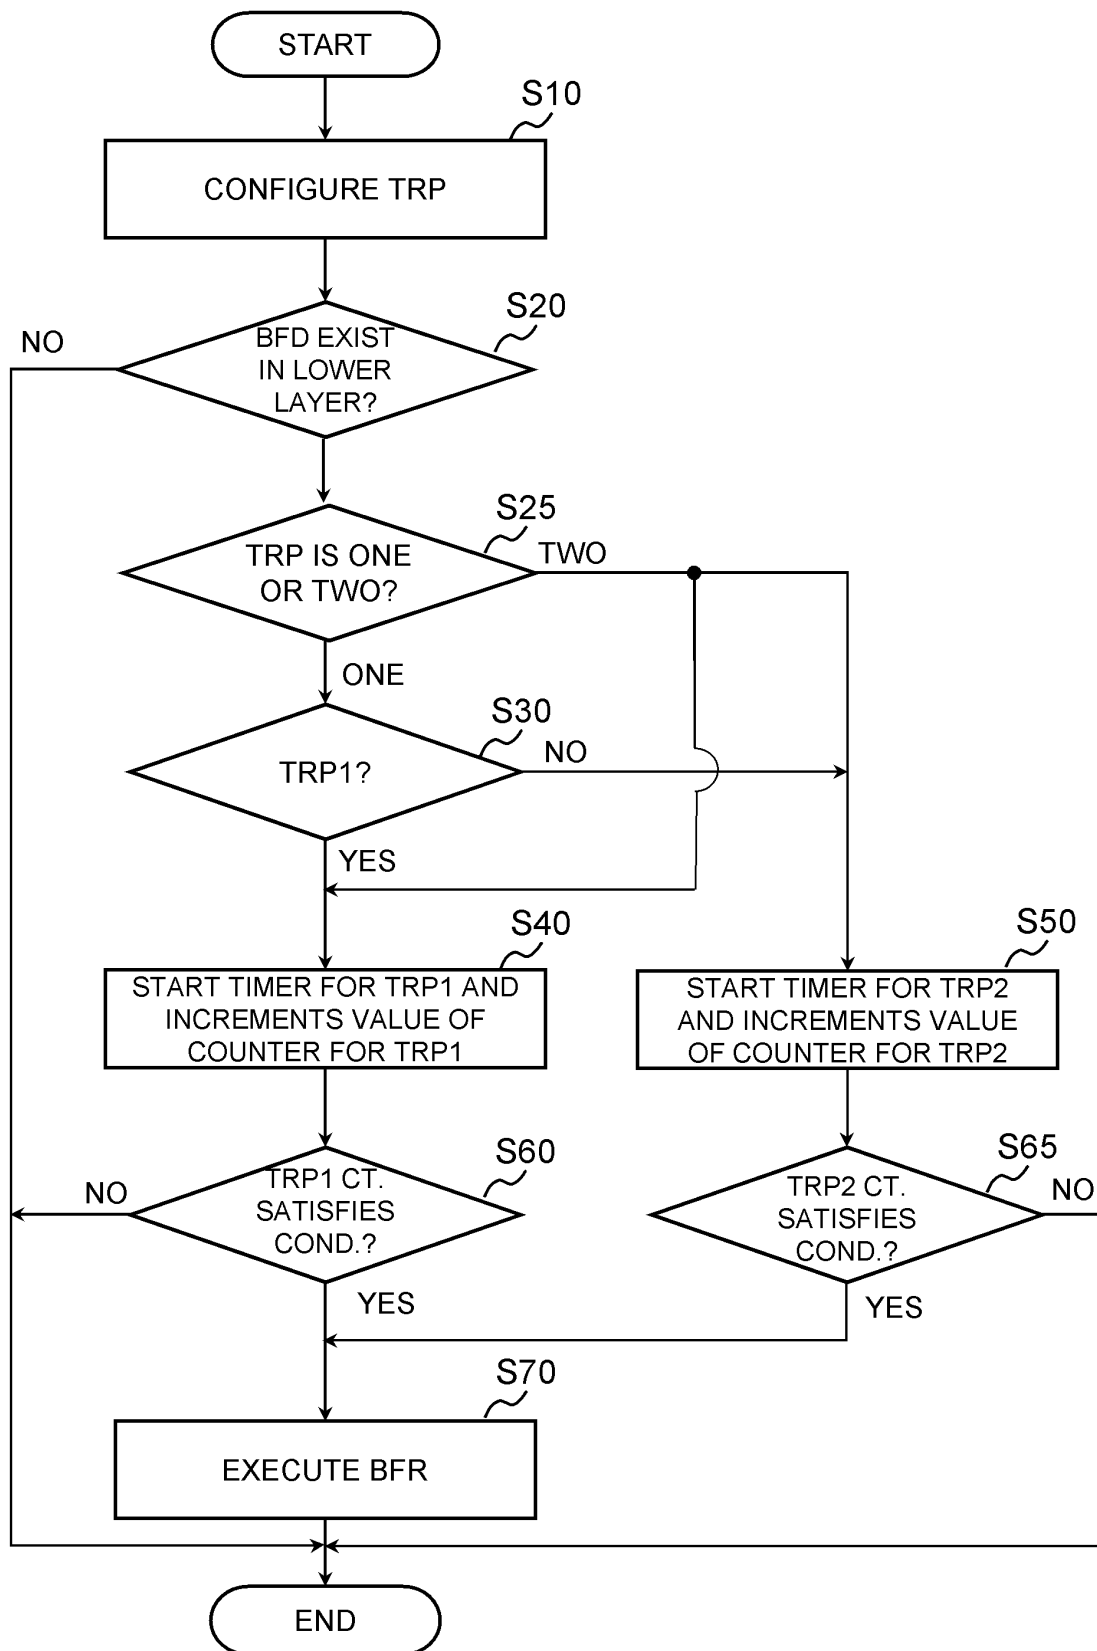 START
S10
CONFIGURE TRP
S20
NO
BFD EXIST
IN LOWER
LAYER?
S25
TWO
TRP IS ONE
OR TWO?
ONE
S30
NO
TRP1?
YES
S40
START TIMER FOR TRP1 AND
INCREMENTS VALUE OF
COUNTER FOR TRP1
S50
START TIMER FOR TRP2
AND INCREMENTS VALUE
OF COUNTER FOR TRP2
S60
NO
TRP1 CT.
SATISFIES
COND.?
YES
S65
NO
TRP2 CT.
SATISFIES
COND.?
YES
S70
EXECUTE BFR
END